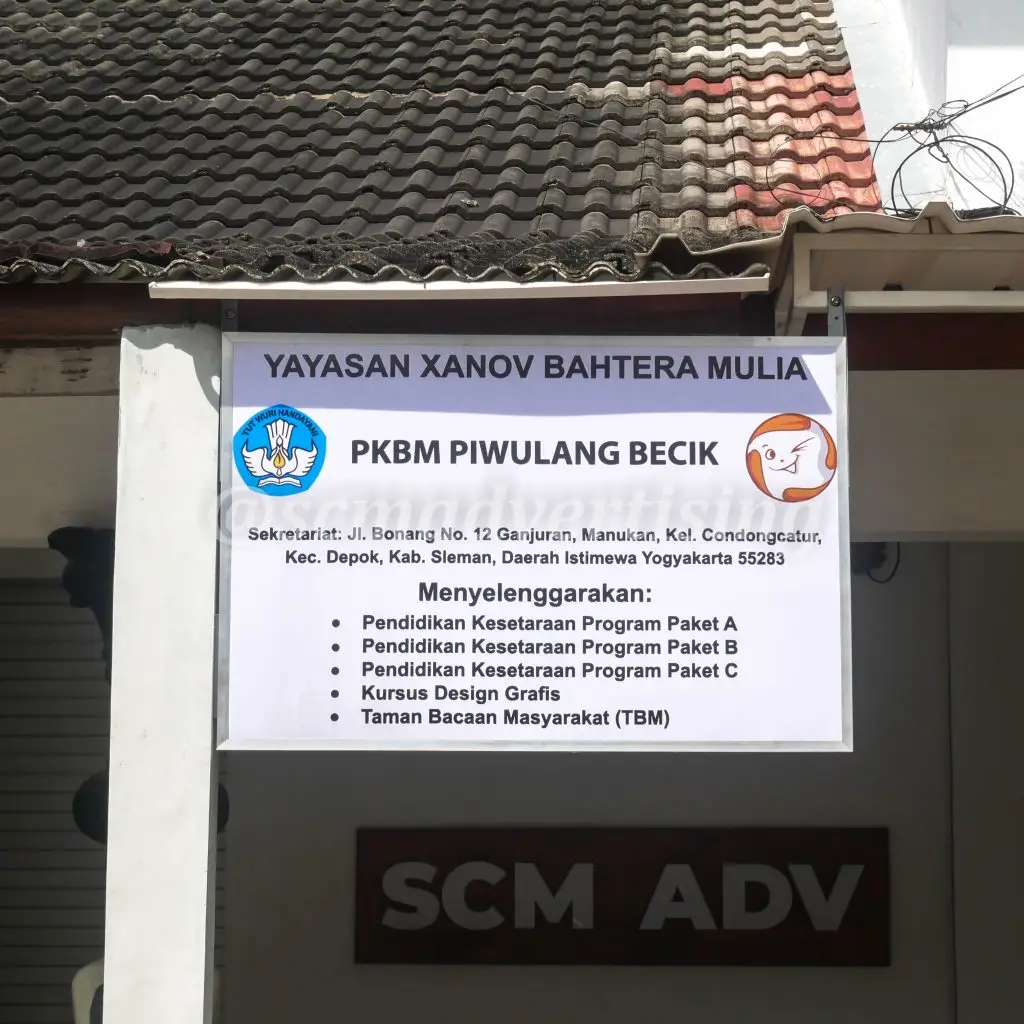 YAYASAN XANOV BAHTERA MULIA
TUT WURI HANDAYANI
PKBM PIWULANG BECIK
@scmadvertising
Sekretariat: Jl. Bonang No. 12 Ganjuran, Manukan, Kel. Condongcatur,
Kec. Depok, Kab. Sleman, Daerah Istimewa Yogyakarta 55283
Menyelenggarakan:
• Pendidikan Kesetaraan Program Paket A
• Pendidikan Kesetaraan Program Paket B
• Pendidikan Kesetaraan Program Paket C
• Kursus Design Grafis
• Taman Bacaan Masyarakat (TBM)
SCM ADV